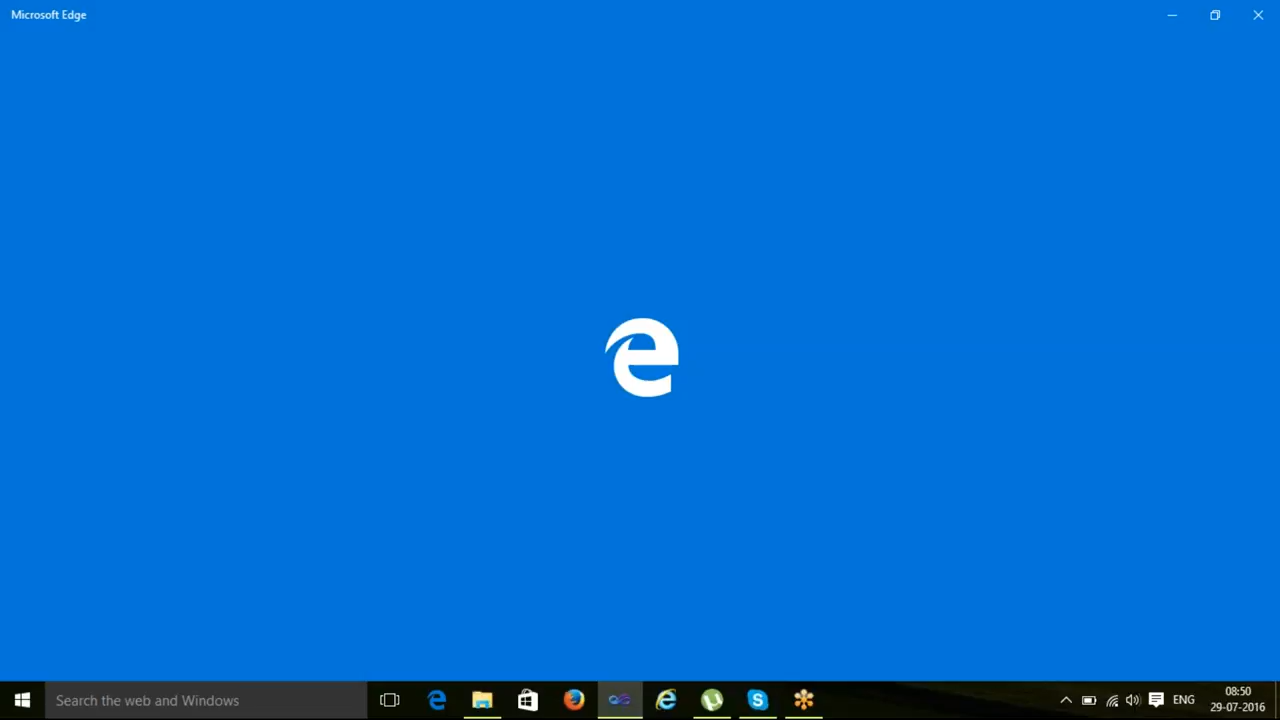 Microsoft Edge
Search the web and Windows
ENG
08:50
29-07-2016